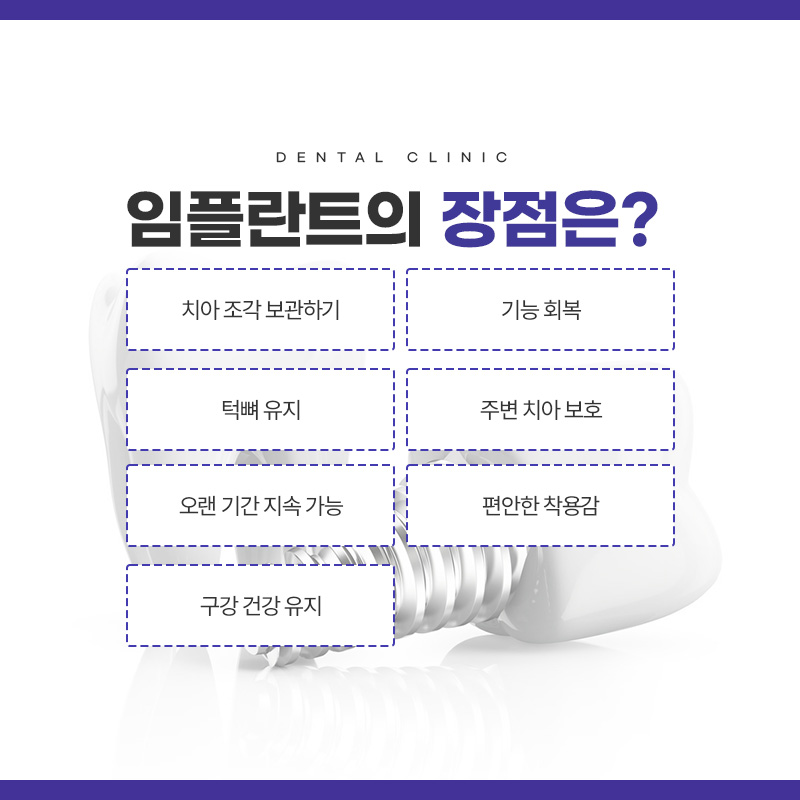 DENTAL CLINIC
임플란트의 장점은?
치아 조각 보관하기
기능 회복
턱뼈 유지
주변 치아 보호
오랜 기간 지속 가능
편안한 착용감
구강 건강 유지